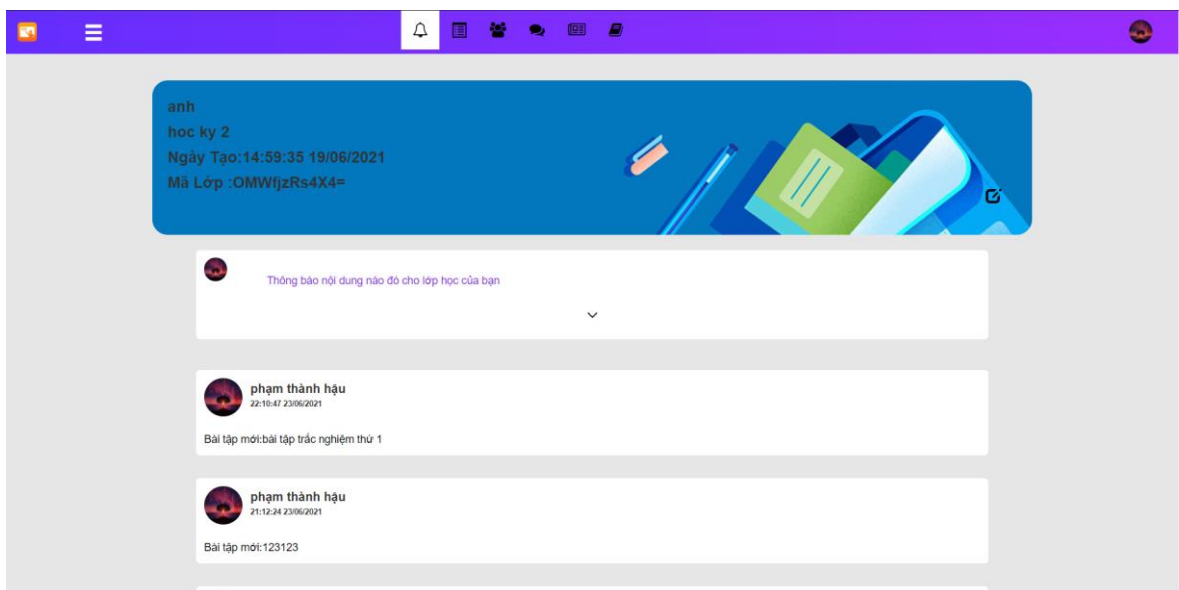 anh
hoc ky 2
Ngày Tạo:14:59:35 19/06/2021
Mã Lớp :OMWfjzRs4X4=
Thông báo nội dung nào đó cho lớp học của bạn
phạm thành hậu
22:10:47 23/06/2021
Bài tập mới:bài tập trắc nghiệm thứ 1
phạm thành hậu
21:12:24 23/06/2021
Bài tập mới:123123